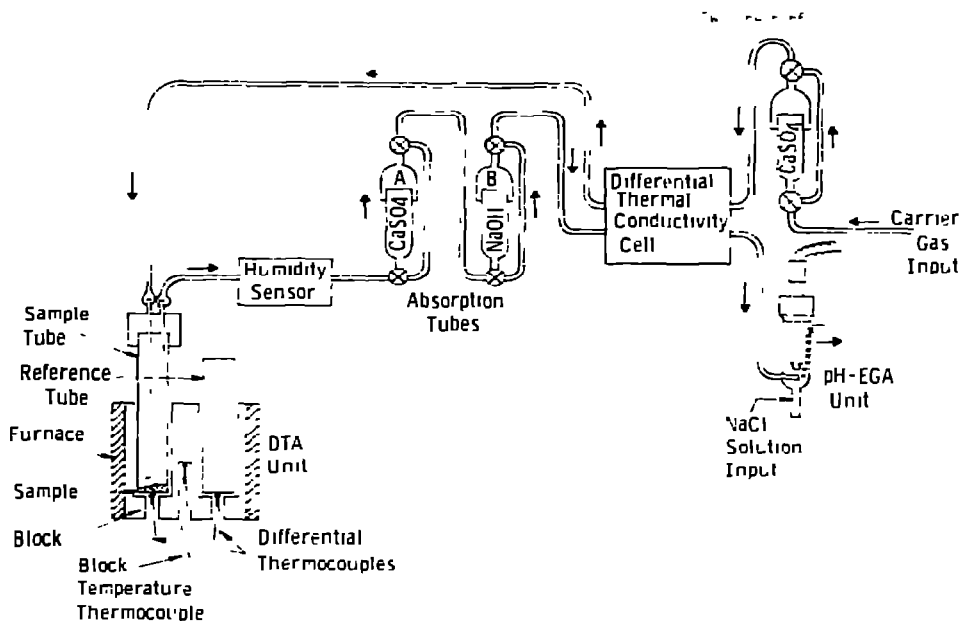 CaSO4
Carrier
Gas
Input
Differential
Thermal
Conductivity
Cell
A
CaSO4
B
NaOH
Humidity
Sensor
Absorption
Tubes
Sample
Tube
Reference
Tube
Furnace
DTA
Unit
Sample
Block
Block
Temperature
Thermocouple
Differential
Thermocouples
pH-EGA
Unit
NaCl
Solution
Input